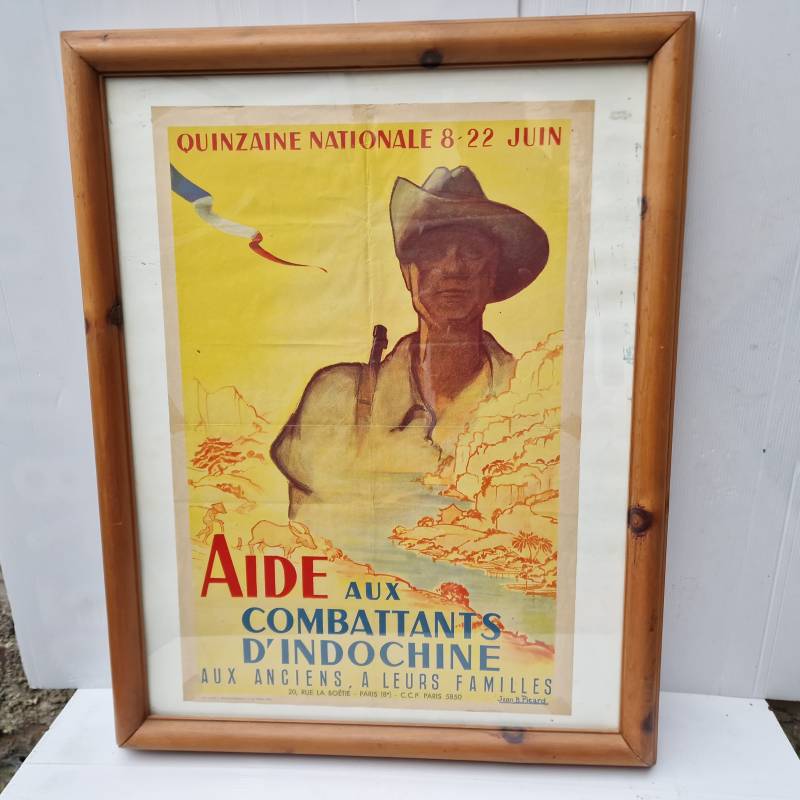 QUINZAINE NATIONALE 8-22 JUIN
AIDE AUX
COMBATTANTS
D'INDOCHINE
AUX ANCIENS, A LEURS FAMILLES
20, RUE LA BOÉTIE - PARIS (8e) - C.C.P. PARIS 5850
Jean B. Picard